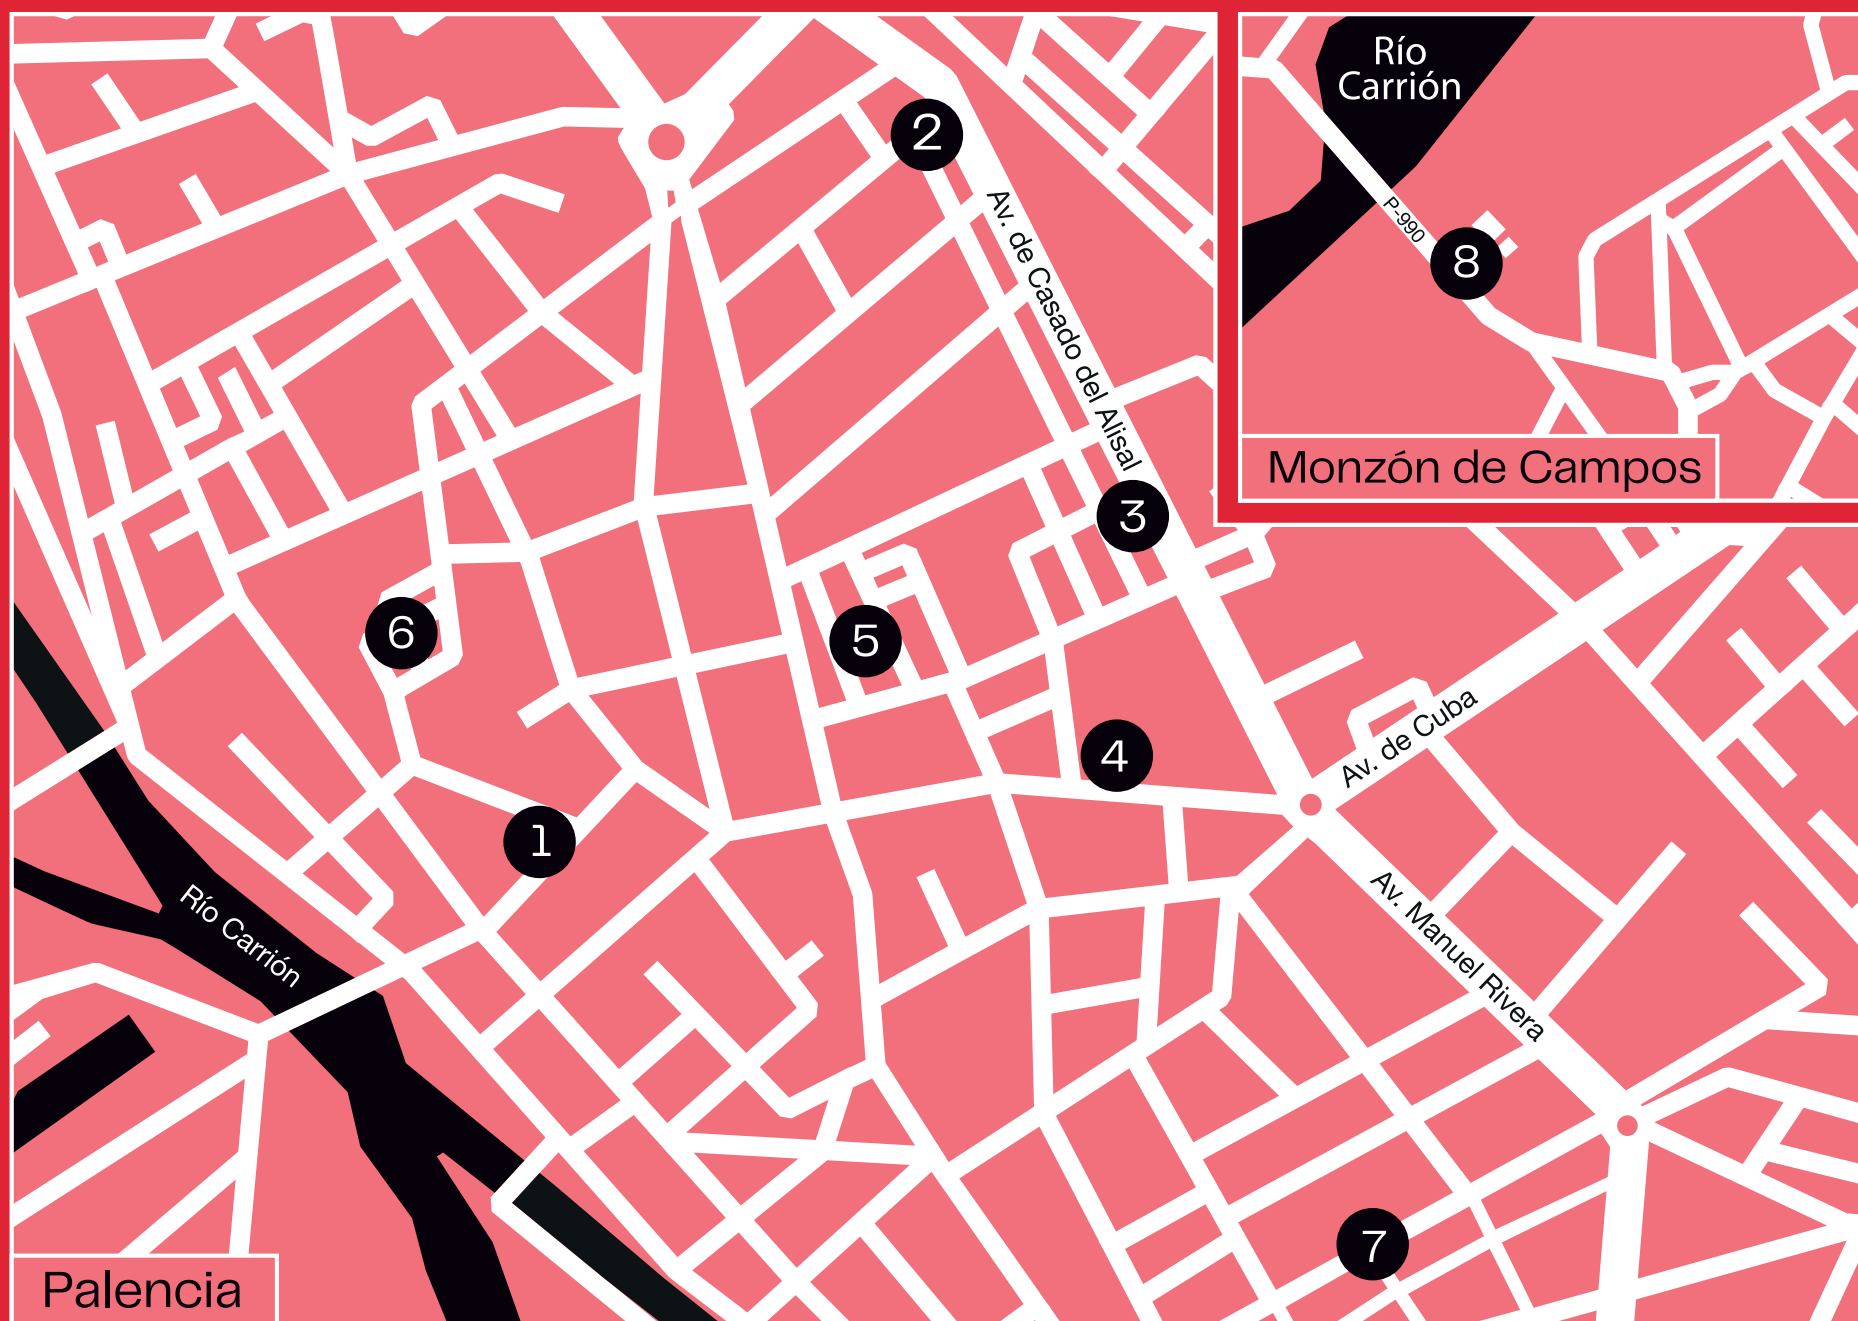 Río
Carrión
P-990
8
Monzón de Campos
2
Av. de Casado del Alisal
3
6
5
Av. de Cuba
4
1
Av. Manuel Rivera
Río Carrión
7
Palencia